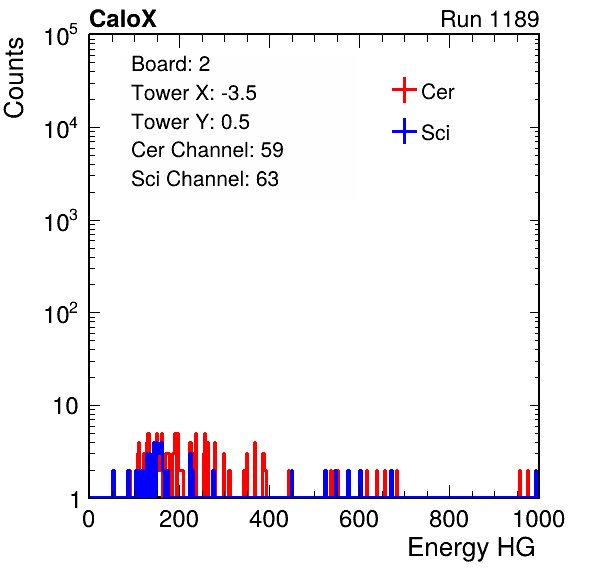 CaloX Run 1189
Counts
10^5
10^4
10^3
10^2
10
1
Board: 2
Tower X: -3.5
Tower Y: 0.5
Cer Channel: 59
Sci Channel: 63
Cer
Sci
0 200 400 600 800 1000
Energy HG